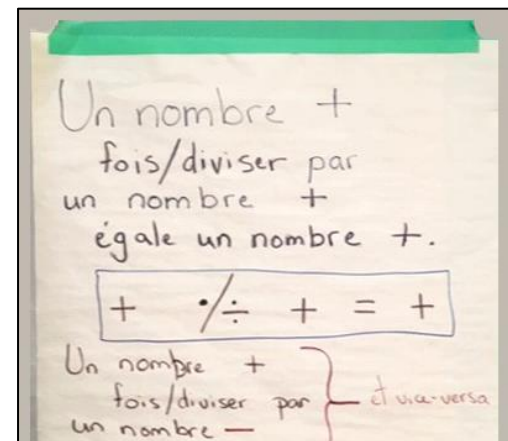 Un nombre +
fois/diviser par
un nombre +
égale un nombre +.
+ •/÷ + = +
Un nombre +
fois/diviser par
un nombre —
et vice-versa